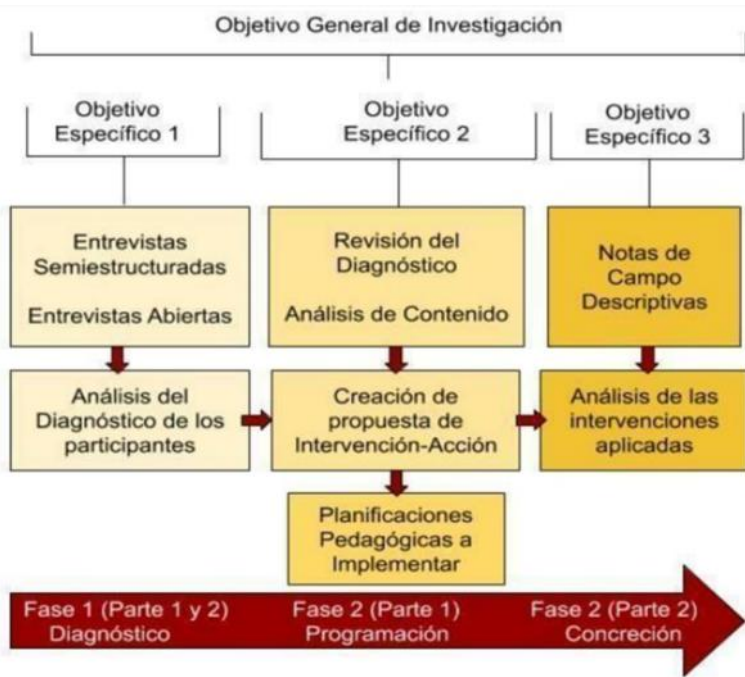 Objetivo General de Investigación
Objetivo
Específico 1
Objetivo
Específico 2
Objetivo
Específico 3
Entrevistas
Semiestructuradas
Entrevistas Abiertas
Revisión del
Diagnóstico
Análisis de Contenido
Notas de
Campo
Descriptivas
Análisis del
Diagnóstico de los
participantes
Creación de
propuesta de
Intervención-Acción
Análisis de las
intervenciones
aplicadas
Planificaciones
Pedagógicas a
Implementar
Fase 1 (Parte 1 y 2)
Diagnóstico
Fase 2 (Parte 1)
Programación
Fase 2 (Parte 2)
Concreción